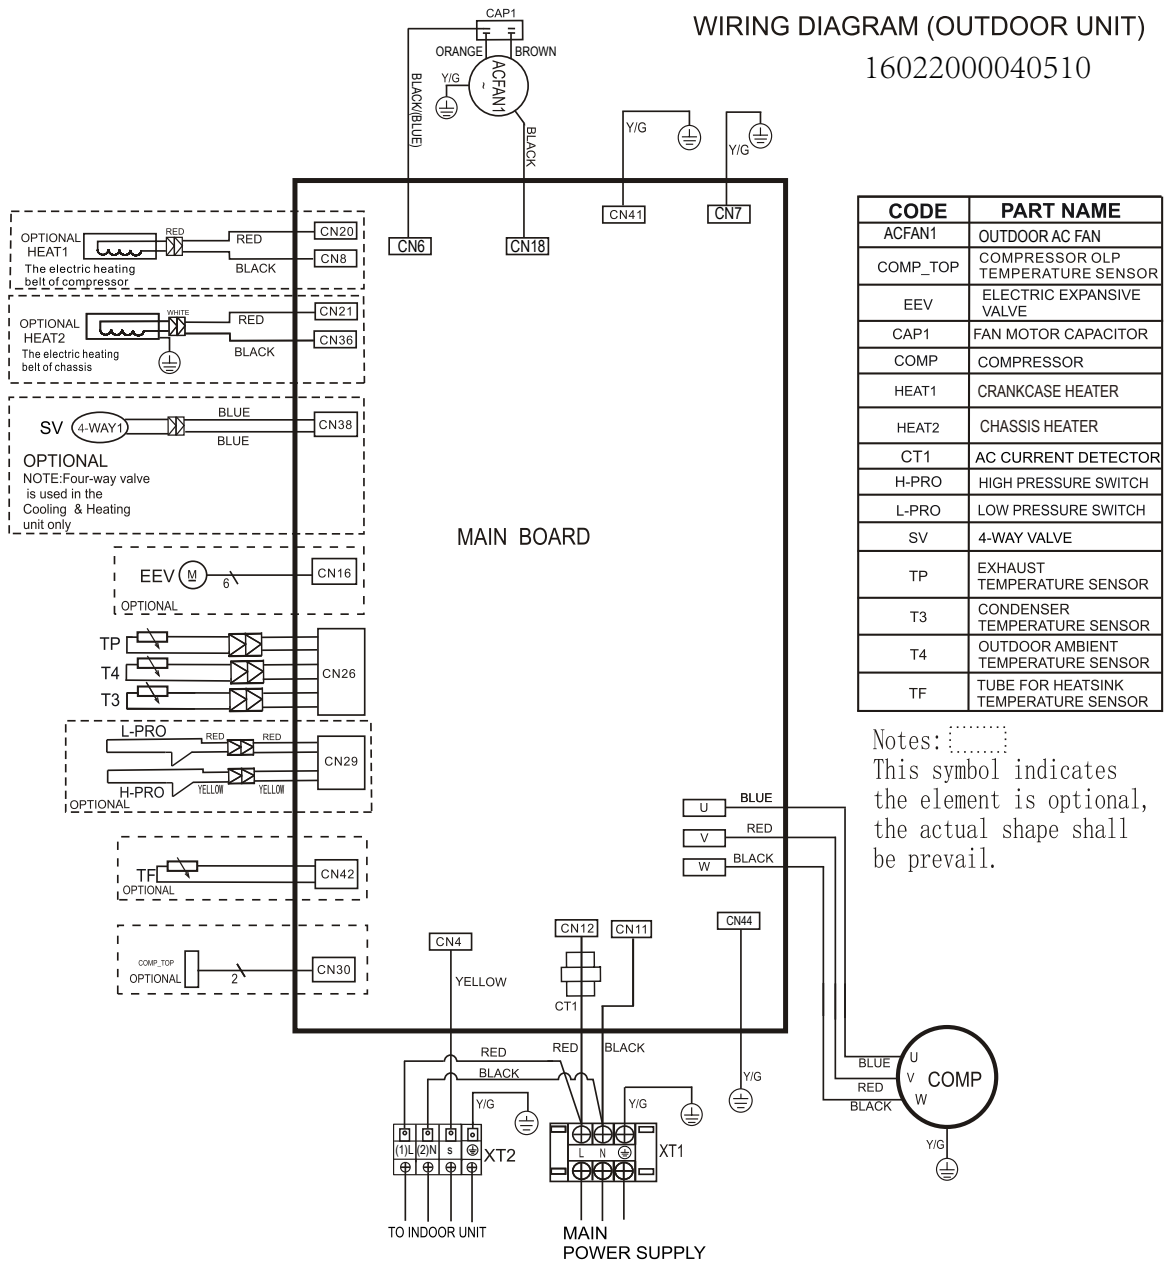 WIRING DIAGRAM (OUTDOOR UNIT)
16022000040510
CAP1
ORANGE
BROWN
Y/G
ACFAN1
~
BLACK/(BLUE)
BLACK
Y/G
Y/G
CN6
CN18
CN41
CN7
OPTIONAL
HEAT1
RED
RED
BLACK
CN20
CN8
The electric heating
belt of compressor
OPTIONAL
HEAT2
WHITE
RED
BLACK
CN21
CN36
The electric heating
belt of chassis
SV
4-WAY1
BLUE
BLUE
CN38
OPTIONAL
NOTE:Four-way valve
is used in the
Cooling & Heating
unit only
EEV
M
6
CN16
OPTIONAL
TP
T4
T3
CN26
L-PRO
RED
RED
CN29
H-PRO
YELLOW
YELLOW
OPTIONAL
TF
CN42
OPTIONAL
COMP_TOP
OPTIONAL
2
CN30
MAIN BOARD
U
BLUE
V
RED
W
BLACK
CN4
YELLOW
CN12
CN11
CT1
CN44
RED
BLACK
RED
BLACK
Y/G
Y/G
Y/G
(1)L
(2)N
s
XT2
L
N
XT1
TO INDOOR UNIT
MAIN
POWER SUPPLY
BLUE
RED
BLACK
U
V
W
COMP
Y/G
CODE PART NAME
ACFAN1 OUTDOOR AC FAN
COMP_TOP COMPRESSOR OLP
TEMPERATURE SENSOR
EEV ELECTRIC EXPANSIVE
VALVE
CAP1 FAN MOTOR CAPACITOR
COMP COMPRESSOR
HEAT1 CRANKCASE HEATER
HEAT2 CHASSIS HEATER
CT1 AC CURRENT DETECTOR
H-PRO HIGH PRESSURE SWITCH
L-PRO LOW PRESSURE SWITCH
SV 4-WAY VALVE
TP EXHAUST
TEMPERATURE SENSOR
T3 CONDENSER
TEMPERATURE SENSOR
T4 OUTDOOR AMBIENT
TEMPERATURE SENSOR
TF TUBE FOR HEATSINK
TEMPERATURE SENSOR
Notes:
This symbol indicates
the element is optional,
the actual shape shall
be prevail.